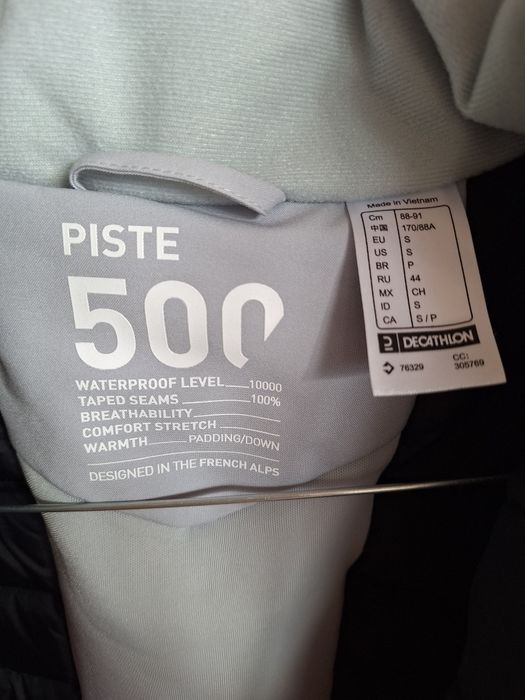 PISTE
500
WATERPROOF LEVEL 10000
TAPED SEAMS 100%
BREATHABILITY
COMFORT STRETCH
WARMTH PADDING/DOWN
DESIGNED IN THE FRENCH ALPS
Made in Vietnam
Cm 88-91
中国 170/88A
EU S
US S
BR P
RU 44
MX CH
ID S
CA S/P
DECATHLON
76329 CC: 305769